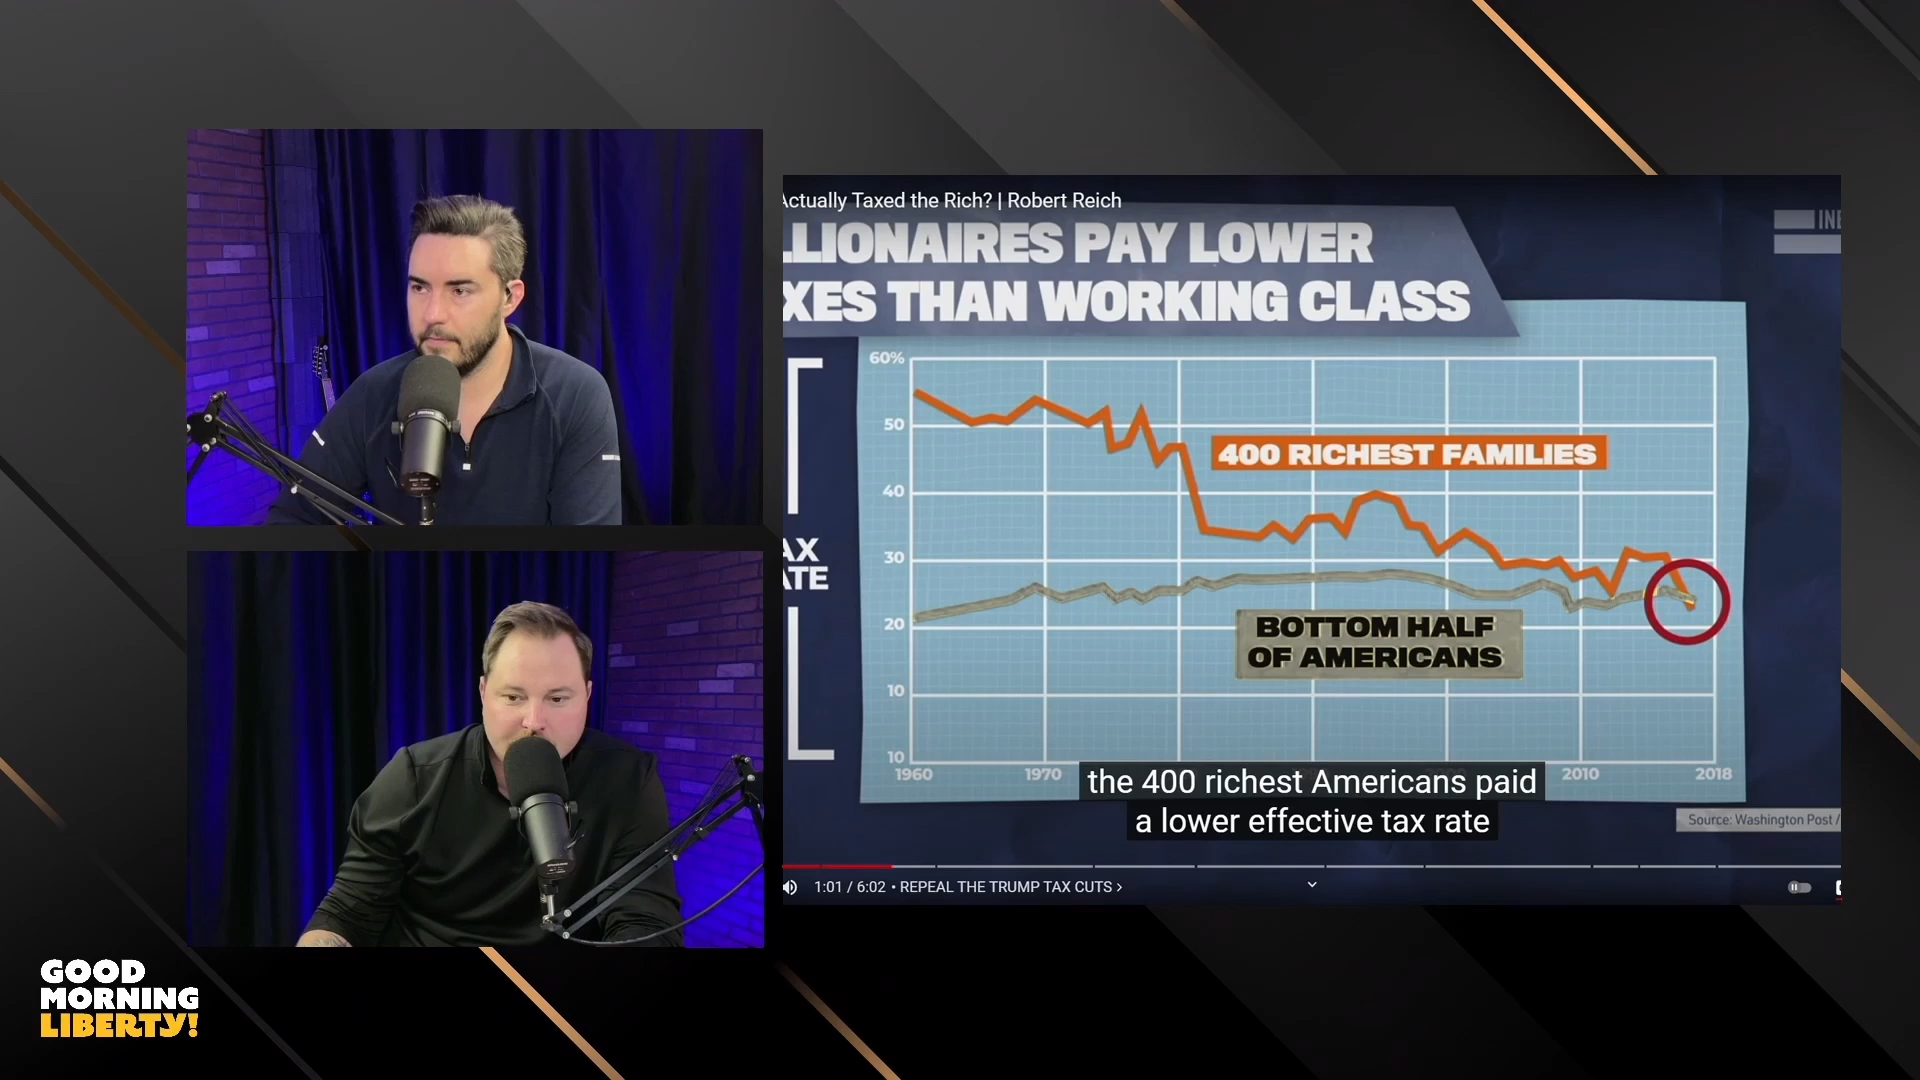 Actually Taxed the Rich? | Robert Reich
LLIONAIRES PAY LOWER
XES THAN WORKING CLASS
INE
60%
50
40
30
20
10
10
AX
ATE
400 RICHEST FAMILIES
BOTTOM HALF
OF AMERICANS
1960 1970 2010 2018
the 400 richest Americans paid
a lower effective tax rate
Source: Washington Post /
1:01 / 6:02 • REPEAL THE TRUMP TAX CUTS ›
GOOD
MORNING
LIBERTY!